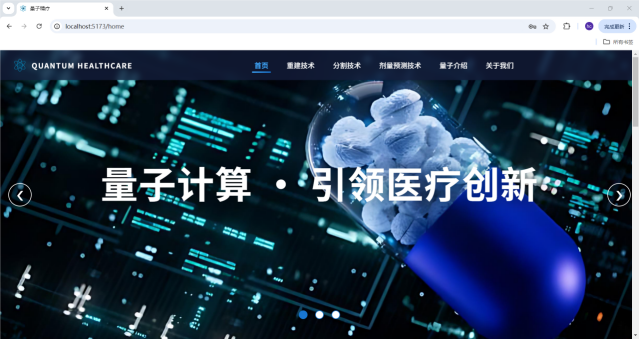 量子医疗
localhost:5173/home
完成更新
所有书签
QUANTUM HEALTHCARE
首页 重建技术 分割技术 剂量预测技术 量子介绍 关于我们
量子计算 · 引领医疗创新